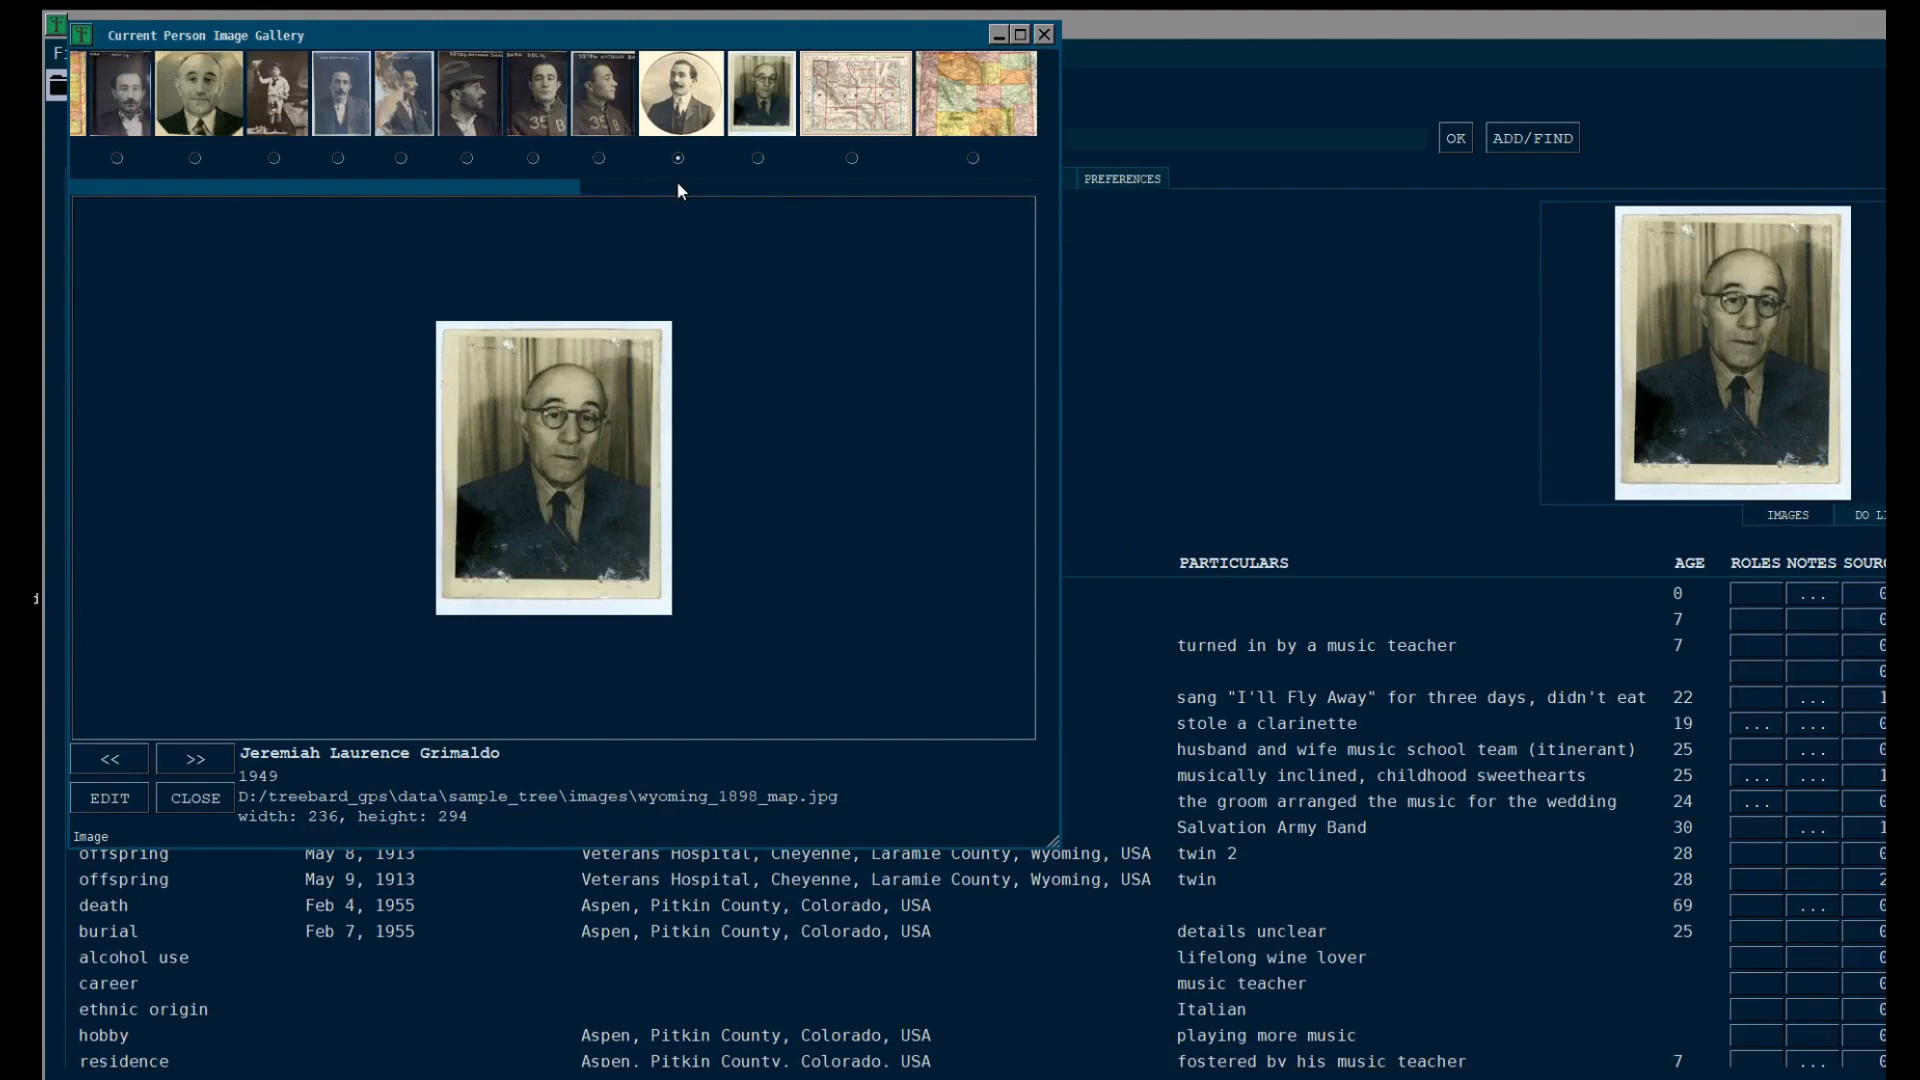 Current Person Image Gallery
OK
ADD/FIND
PREFERENCES
IMAGES
<<
>>
Jeremiah Laurence Grimaldo
1949
EDIT
CLOSE
D:/treebard_gps\data\sample_tree\images\wyoming_1898_map.jpg
width: 236, height: 294
Image
PARTICULARS AGE ROLES NOTES
0 ...
7
turned in by a music teacher 7
sang "I'll Fly Away" for three days, didn't eat 22 ...
stole a clarinette 19 ... ...
husband and wife music school team (itinerant) 25 ...
musically inclined, childhood sweethearts 25 ... ...
the groom arranged the music for the wedding 24 ...
Salvation Army Band 30 ...
offspring May 8, 1913 Veterans Hospital, Cheyenne, Laramie County, Wyoming, USA twin 2 28
offspring May 9, 1913 Veterans Hospital, Cheyenne, Laramie County, Wyoming, USA twin 28
death Feb 4, 1955 Aspen, Pitkin County, Colorado, USA 69 ...
burial Feb 7, 1955 Aspen, Pitkin County, Colorado, USA details unclear 25
alcohol use lifelong wine lover
career music teacher
ethnic origin Italian
hobby Aspen, Pitkin County, Colorado, USA playing more music
residence Aspen, Pitkin County, Colorado, USA fostered by his music teacher 7 ...